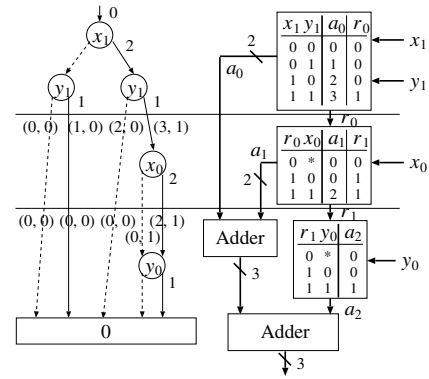 0
x1
2
y1 y1
1 1
(0, 0) (1, 0) (2, 0) (3, 1)
x0
2
(0, 0) (0, 0) (0, 0) (2, 1)
(0, 1)
y0
1
0
x1 y1 a0 r0
0 0 0 0
0 1 1 0
1 0 2 0
1 1 3 1
x1
y1
2
a0
r0
r0 x0 a1 r1
0 * 0 0
1 0 0 1
1 1 2 1
x0
a1
2
r1
r1 y0 a2
0 * 0
1 0 0
1 1 1
y0
a2
Adder
3
Adder
3